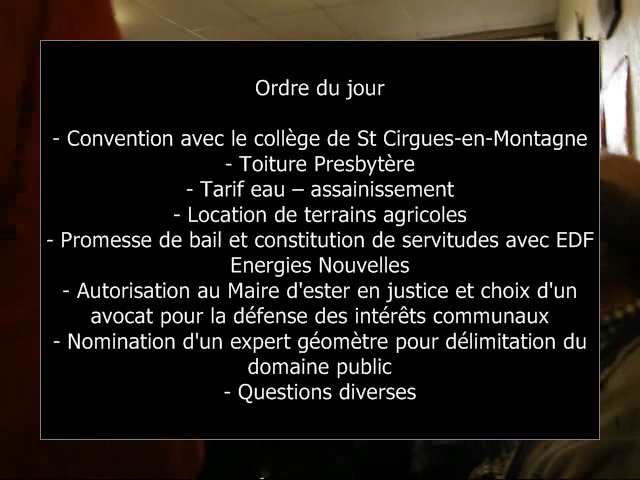 Ordre du jour
- Convention avec le collège de St Cirgues-en-Montagne
- Toiture Presbytère
- Tarif eau – assainissement
- Location de terrains agricoles
- Promesse de bail et constitution de servitudes avec EDF
Energies Nouvelles
- Autorisation au Maire d'ester en justice et choix d'un
avocat pour la défense des intérêts communaux
- Nomination d'un expert géomètre pour délimitation du
domaine public
- Questions diverses